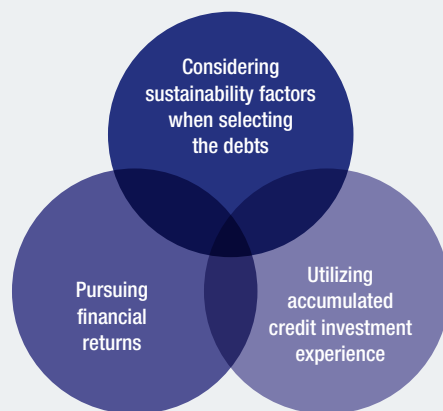 Considering
sustainability factors
when selecting
the debts
Pursuing
financial
returns
Utilizing
accumulated
credit investment
experience